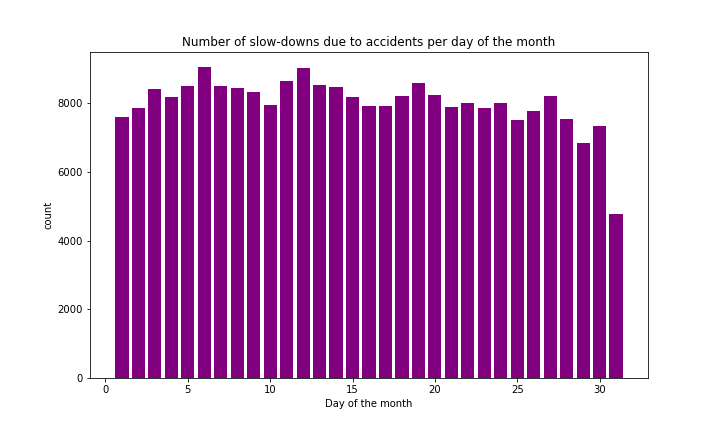 Number of slow-downs due to accidents per day of the month
8000
6000
4000
2000
0
count
0 5 10 15 20 25 30
Day of the month